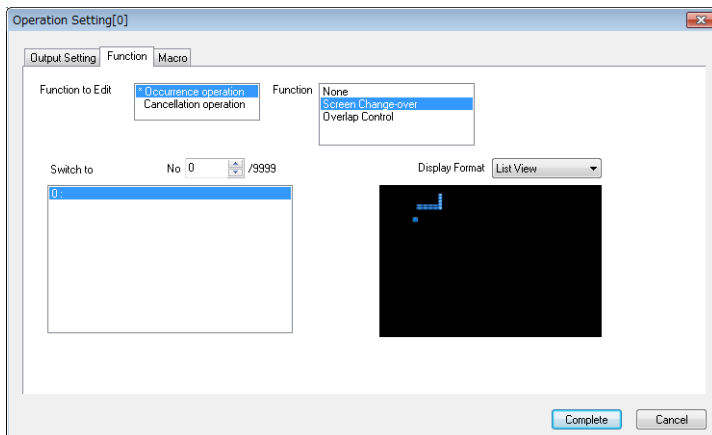 Operation Setting[0]
Output Setting Function Macro
Function to Edit * Occurrence operation Function None
Cancellation operation Screen Change-over
Overlap Control
Switch to No 0 /9999 Display Format List View
0 :
Complete Cancel